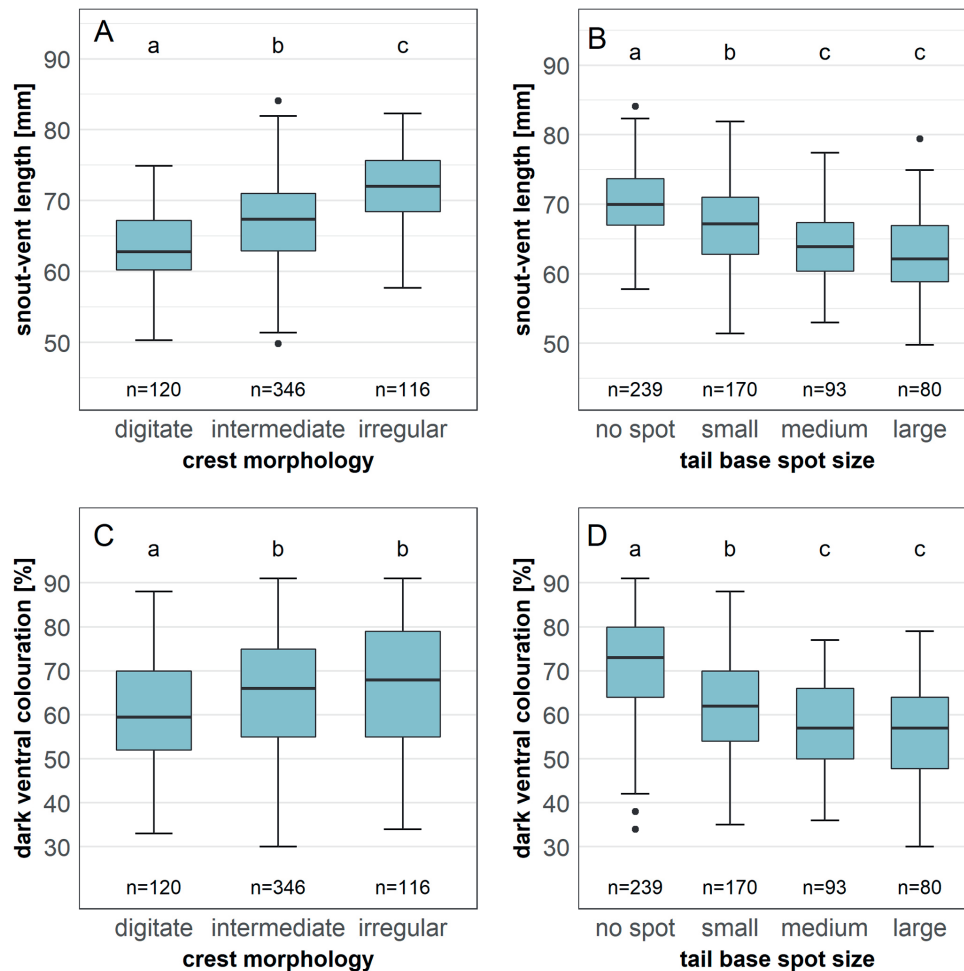 A
a b c
90
80
70
60
50
snout-vent length [mm]
n=120 n=346 n=116
digitate intermediate irregular
crest morphology
B
a b c c
90
80
70
60
50
snout-vent length [mm]
n=239 n=170 n=93 n=80
no spot small medium large
tail base spot size
C
a b b
90
80
70
60
50
40
30
dark ventral colouration [%]
n=120 n=346 n=116
digitate intermediate irregular
crest morphology
D
a b c c
90
80
70
60
50
40
30
dark ventral colouration [%]
n=239 n=170 n=93 n=80
no spot small medium large
tail base spot size